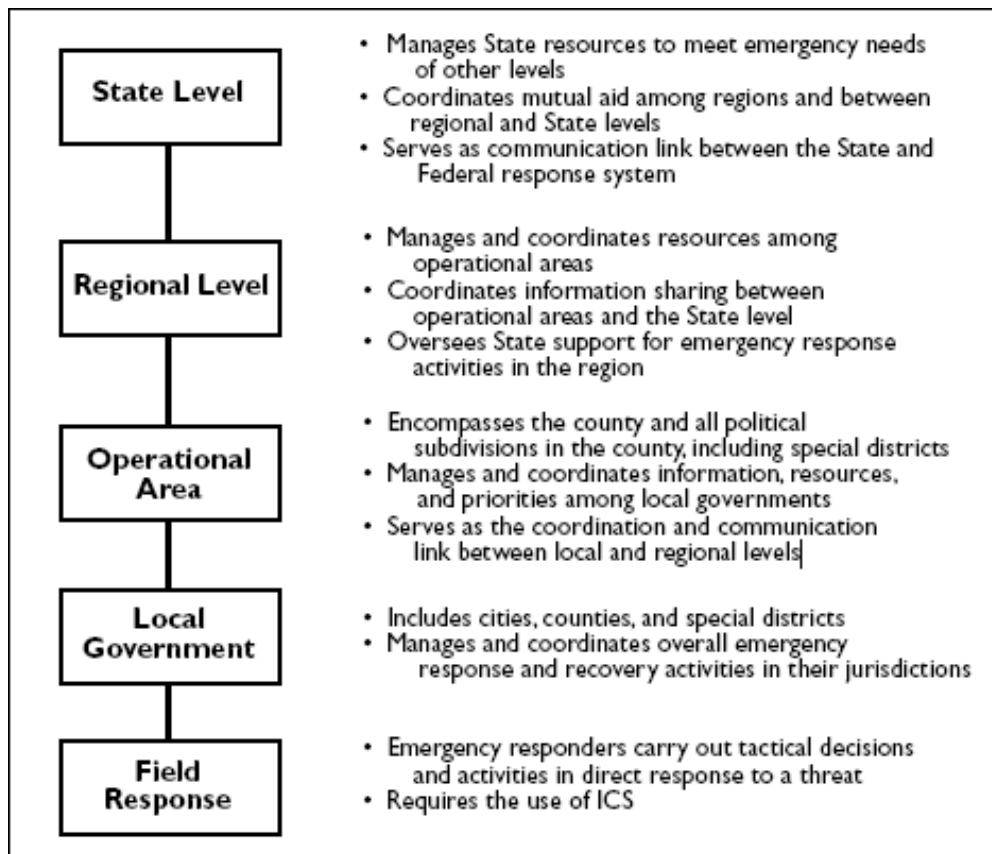 State Level
• Manages State resources to meet emergency needs
of other levels
• Coordinates mutual aid among regions and between
regional and State levels
• Serves as communication link between the State and
Federal response system
Regional Level
• Manages and coordinates resources among
operational areas
• Coordinates information sharing between
operational areas and the State level
• Oversees State support for emergency response
activities in the region
Operational
Area
• Encompasses the county and all political
subdivisions in the county, including special districts
• Manages and coordinates information, resources,
and priorities among local governments
• Serves as the coordination and communication
link between local and regional levels
Local
Government
• Includes cities, counties, and special districts
• Manages and coordinates overall emergency
response and recovery activities in their jurisdictions
Field
Response
• Emergency responders carry out tactical decisions
and activities in direct response to a threat
• Requires the use of ICS